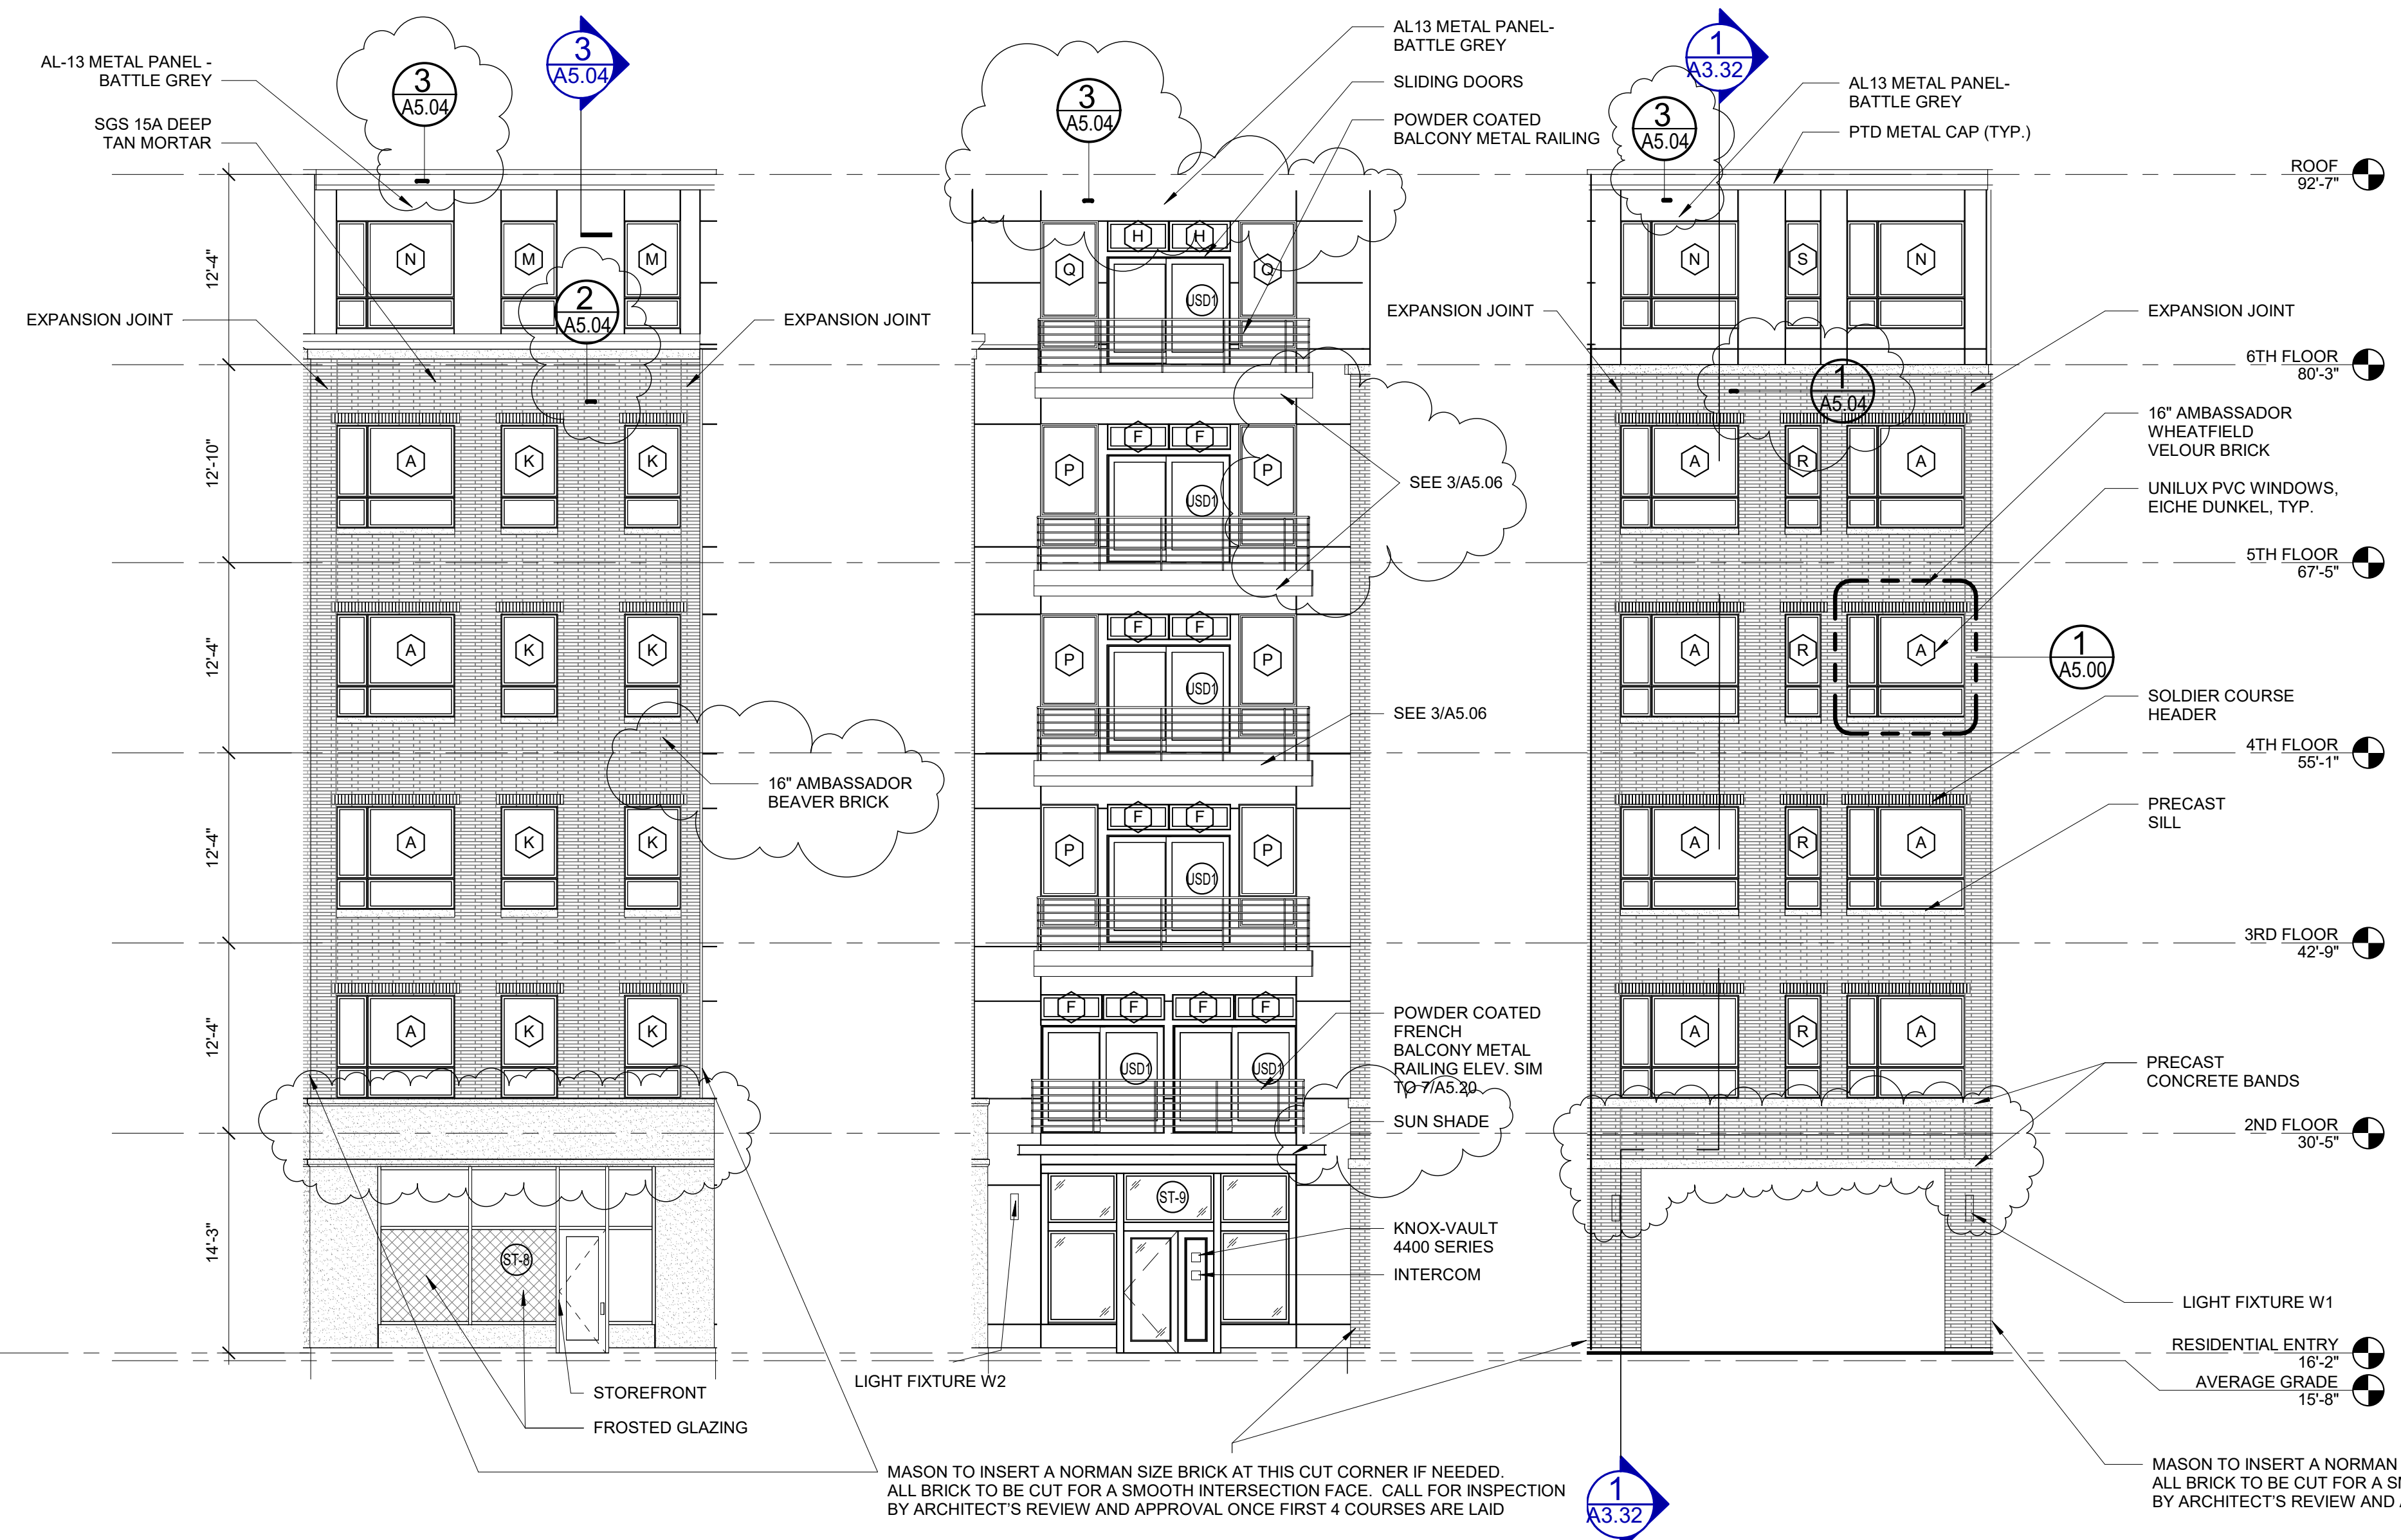 AL-13 METAL PANEL -
BATTLE GREY
SGS 15A DEEP
TAN MORTAR
3
A5.04
3
A5.04
3
A5.04
AL13 METAL PANEL-
BATTLE GREY
SLIDING DOORS
POWDER COATED
BALCONY METAL RAILING
1
A3.32
3
A5.04
AL13 METAL PANEL-
BATTLE GREY
PTD METAL CAP (TYP.)
ROOF
92'-7"
12'-4"
N
M
M
H
H
Q
Q
USD1
N
S
N
EXPANSION JOINT
2
A5.04
EXPANSION JOINT
EXPANSION JOINT
EXPANSION JOINT
6TH FLOOR
80'-3"
1
A5.04
12'-10"
A
K
K
F
F
P
P
USD1
SEE 3/A5.06
A
R
A
16" AMBASSADOR
WHEATFIELD
VELOUR BRICK
UNILUX PVC WINDOWS,
EICHE DUNKEL, TYP.
5TH FLOOR
67'-5"
12'-4"
A
K
K
F
F
P
P
USD1
SEE 3/A5.06
A
R
A
1
A5.00
SOLDIER COURSE
HEADER
4TH FLOOR
55'-1"
16" AMBASSADOR
BEAVER BRICK
12'-4"
A
K
K
F
F
P
P
USD1
A
R
A
PRECAST
SILL
3RD FLOOR
42'-9"
12'-4"
A
K
K
F
F
F
F
USD1
USD1
POWDER COATED
FRENCH
BALCONY METAL
RAILING ELEV. SIM
TO 7/A5.20
SUN SHADE
A
R
A
PRECAST
CONCRETE BANDS
2ND FLOOR
30'-5"
14'-3"
ST-8
ST-9
KNOX-VAULT
4400 SERIES
INTERCOM
LIGHT FIXTURE W1
RESIDENTIAL ENTRY
16'-2"
AVERAGE GRADE
15'-8"
STOREFRONT
FROSTED GLAZING
LIGHT FIXTURE W2
MASON TO INSERT A NORMAN SIZE BRICK AT THIS CUT CORNER IF NEEDED.
ALL BRICK TO BE CUT FOR A SMOOTH INTERSECTION FACE. CALL FOR INSPECTION
BY ARCHITECT'S REVIEW AND APPROVAL ONCE FIRST 4 COURSES ARE LAID
1
A3.32
MASON TO INSERT A NORMAN
ALL BRICK TO BE CUT FOR A
BY ARCHITECT'S REVIEW AND